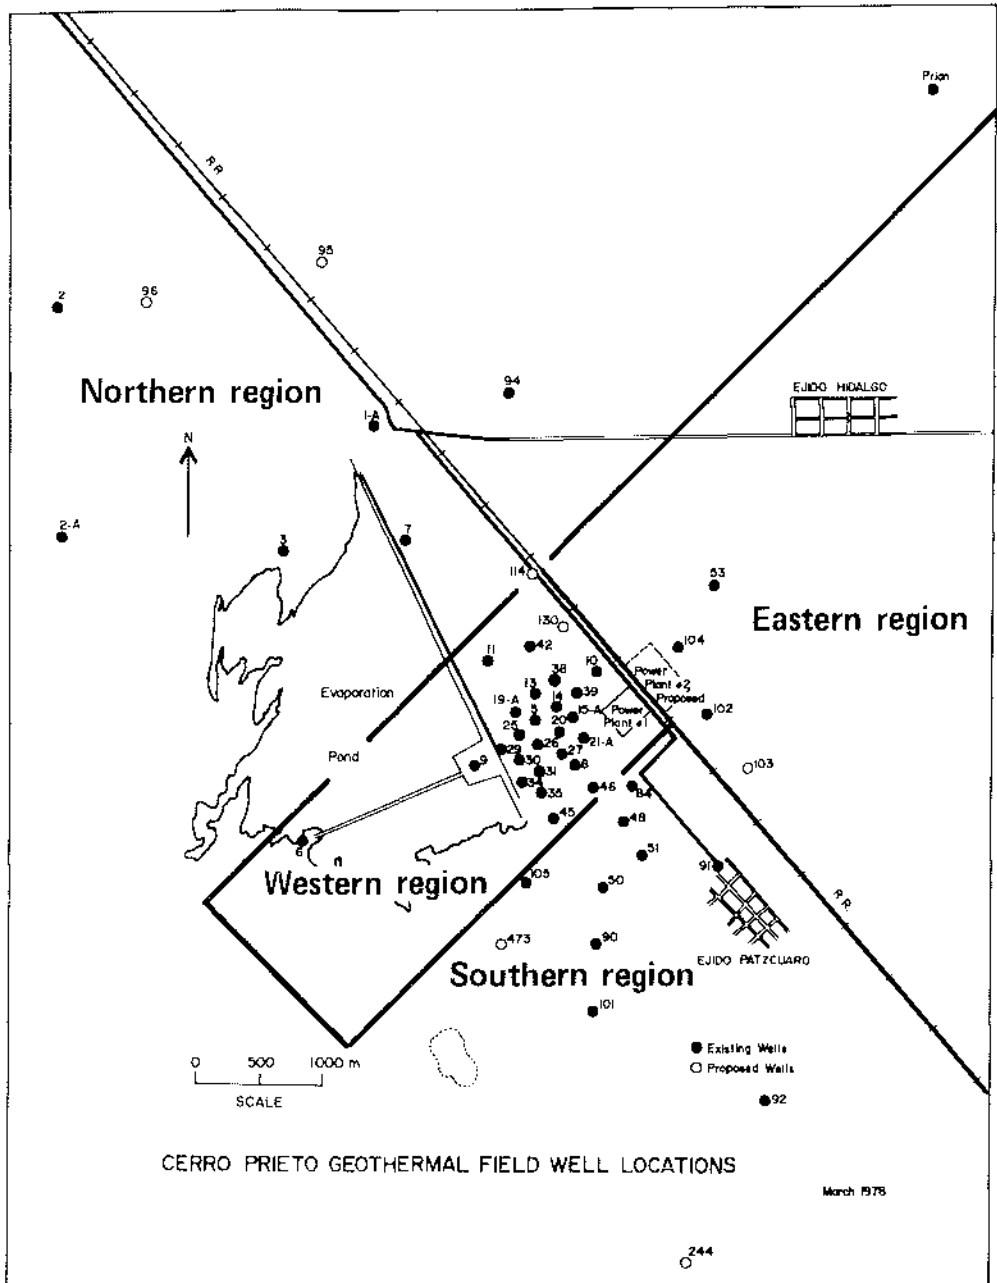 Prian
R.R.
95
96
2
Northern region
94
EJIDO HIDALGO
1-A
N
2-A
3
7
114
53
130
Eastern region
42
104
11
38
10
Power
Plant #2
Proposed
13
39
Evaporation
14
19-A
5
15-A
Power
Plant #1
102
25
20
21-A
26
29
27
Pond
30
8
103
9
31
34
46
84
35
45
48
6
51
91
Western region
105
50
R.R.
473
90
EJIDO PATZCUARO
Southern region
101
Existing Wells
0 500 1000 m
Proposed Wells
SCALE
92
CERRO PRIETO GEOTHERMAL FIELD WELL LOCATIONS
March 1978
244